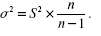 σ² = S² × n / (n − 1) .